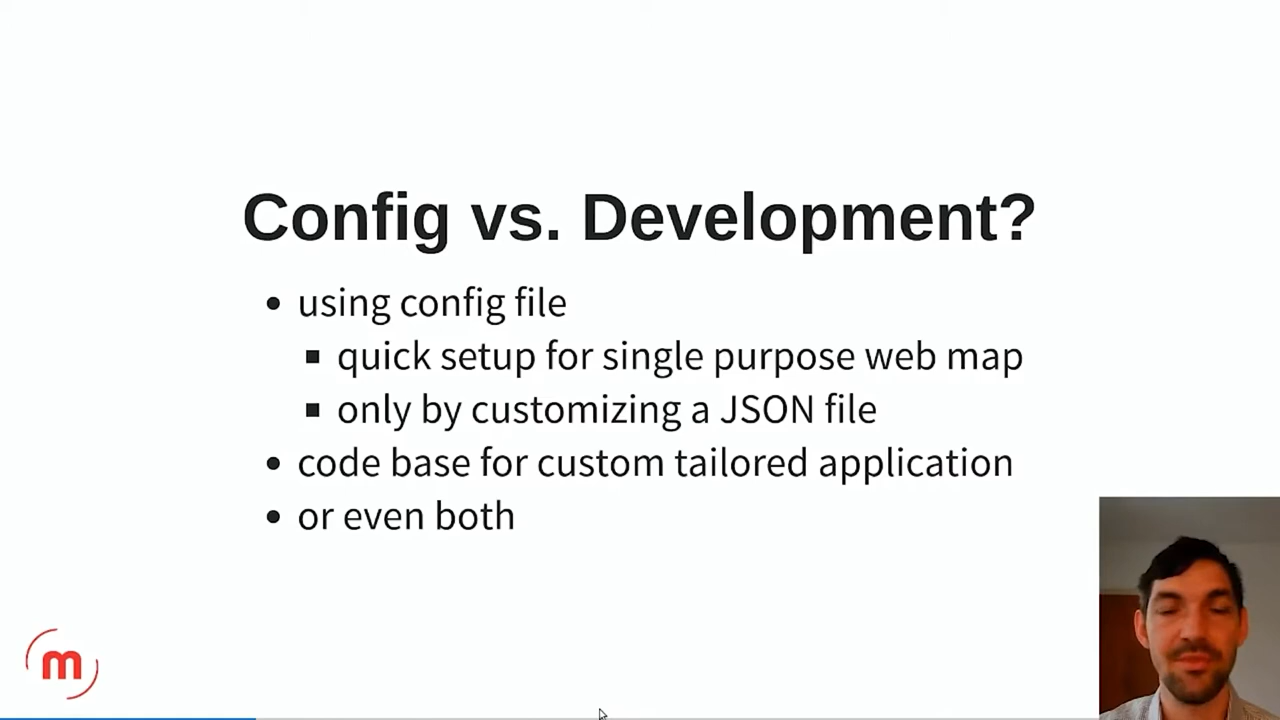 Config vs. Development?
using config file
quick setup for single purpose web map
only by customizing a JSON file
code base for custom tailored application
or even both
m